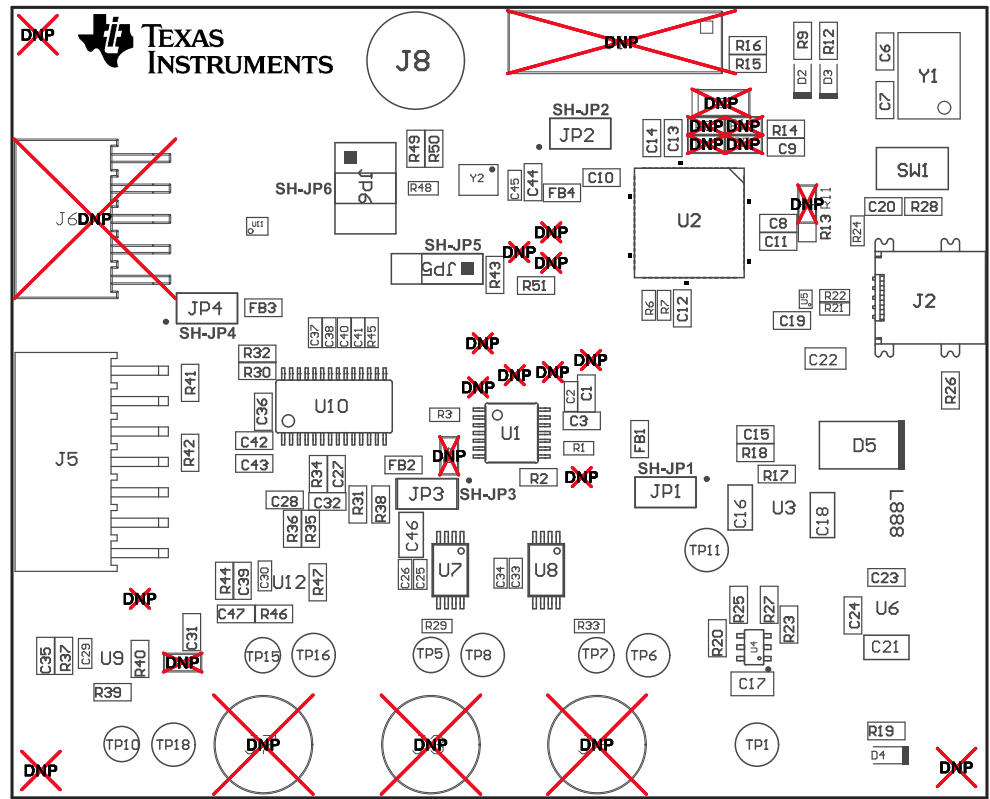 DNP
TEXAS
INSTRUMENTS
J8
DNP
R16
R15
R9
R12
D2
D3
C6
C7
Y1
SH-JP2
JP2
DNP
DNP
DNP
DNP
DNP
C14
C13
R14
C9
R49
R50
SH-JP6
JP6
R48
Y2
C45
C44
FB4
C10
U2
SW1
DNP
R11
R13
C8
C11
C20
R28
R24
J6
DNP
U11
DNP
DNP
DNP
SH-JP5
JP5
R43
R51
JP4
SH-JP4
FB3
R6
R7
C12
U5
R22
R21
C19
J2
C22
R26
C37
C38
C40
C41
R45
R32
R30
R41
DNP
DNP
DNP
DNP
DNP
C2
C1
C3
C36
U10
R3
U1
R1
C42
C43
R42
J5
R34
C27
FB2
DNP
R2
DNP
FB1
C15
R18
R17
D5
SH-JP1
JP1
JP3
SH-JP3
C28
C32
R31
R38
R36
R35
C46
C16
U3
C18
L888
TP11
C26
C25
U7
C34
C33
U8
R44
C39
C30
U12
R47
C47
R46
DNP
C23
U6
C24
C21
R25
R27
R23
R20
U4
C17
C35
R37
C29
U9
R40
C31
DNP
R39
TP15
TP16
R29
TP5
TP8
R33
TP7
TP6
TP10
TP18
DNP
DNP
DNP
TP1
R19
D4
DNP
DNP